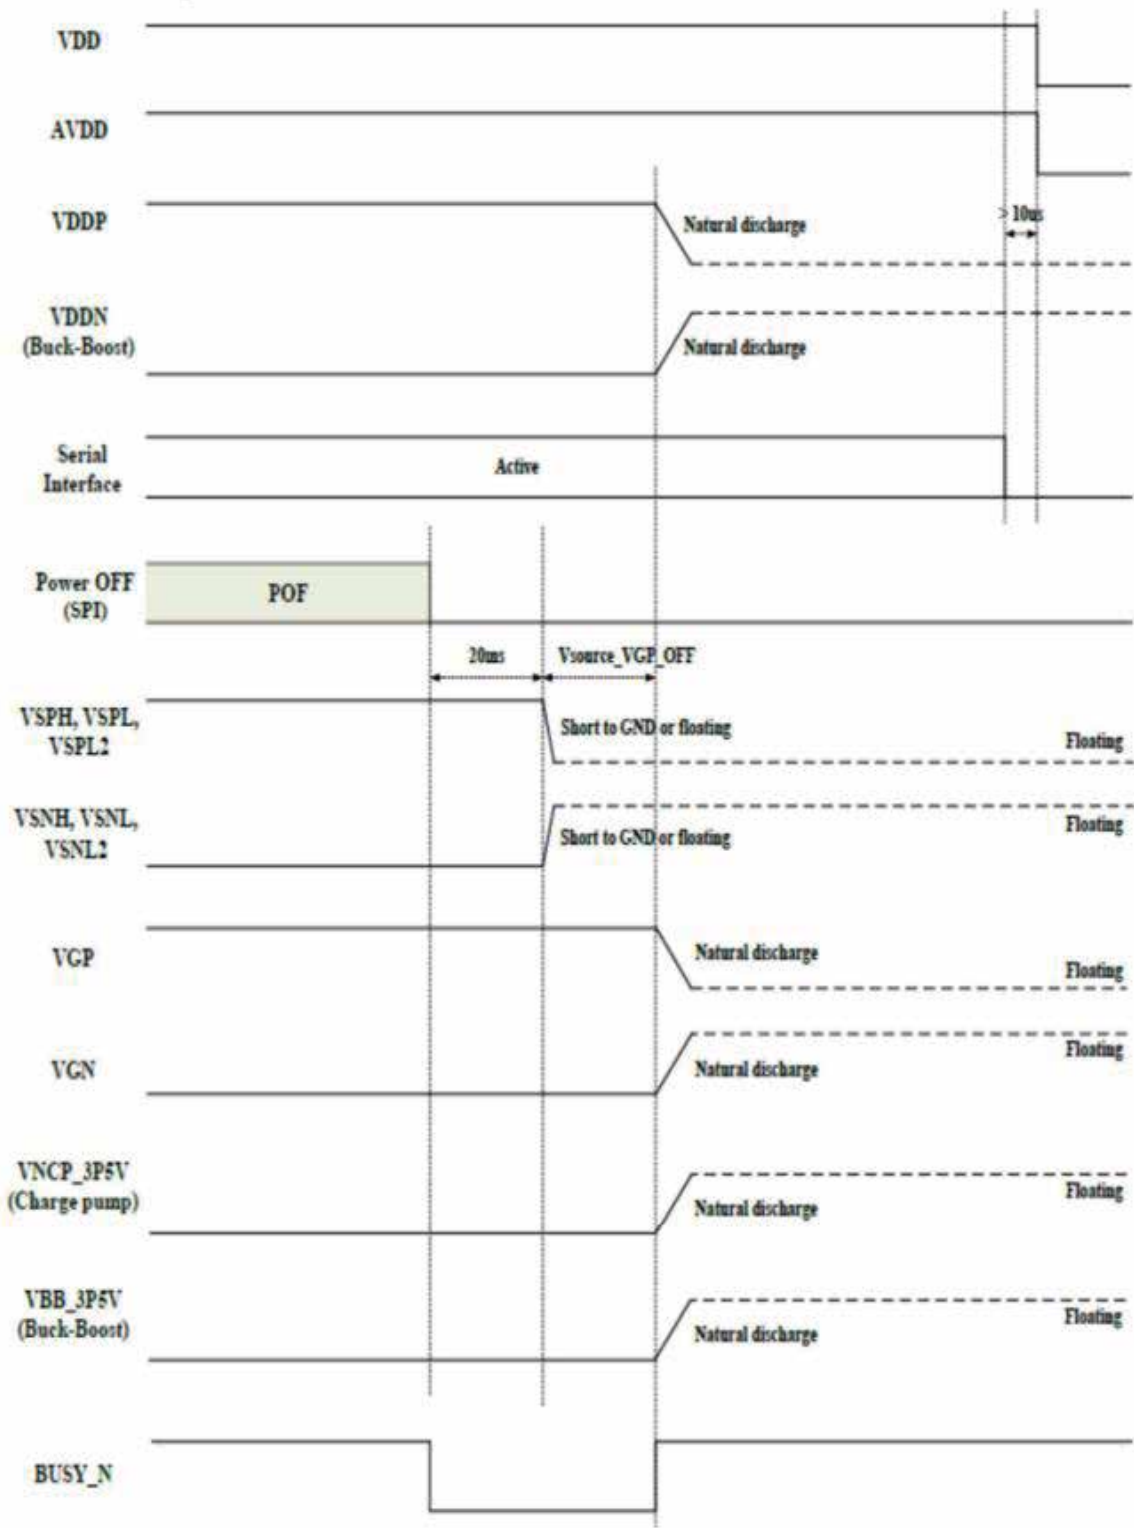 VDD
AVDD
VDDP
Natural discharge
> 10us
VDDN
(Buck-Boost)
Natural discharge
Serial
Interface
Active
Power OFF
(SPI)
POF
20ms
Vsource_VGP_OFF
VSPH, VSPL,
VSPL2
Short to GND or floating
Floating
VSNH, VSNL,
VSNL2
Short to GND or floating
Floating
VGP
Natural discharge
Floating
VGN
Natural discharge
Floating
VNCP_3P5V
(Charge pump)
Natural discharge
Floating
VBB_3P5V
(Buck-Boost)
Natural discharge
Floating
BUSY_N